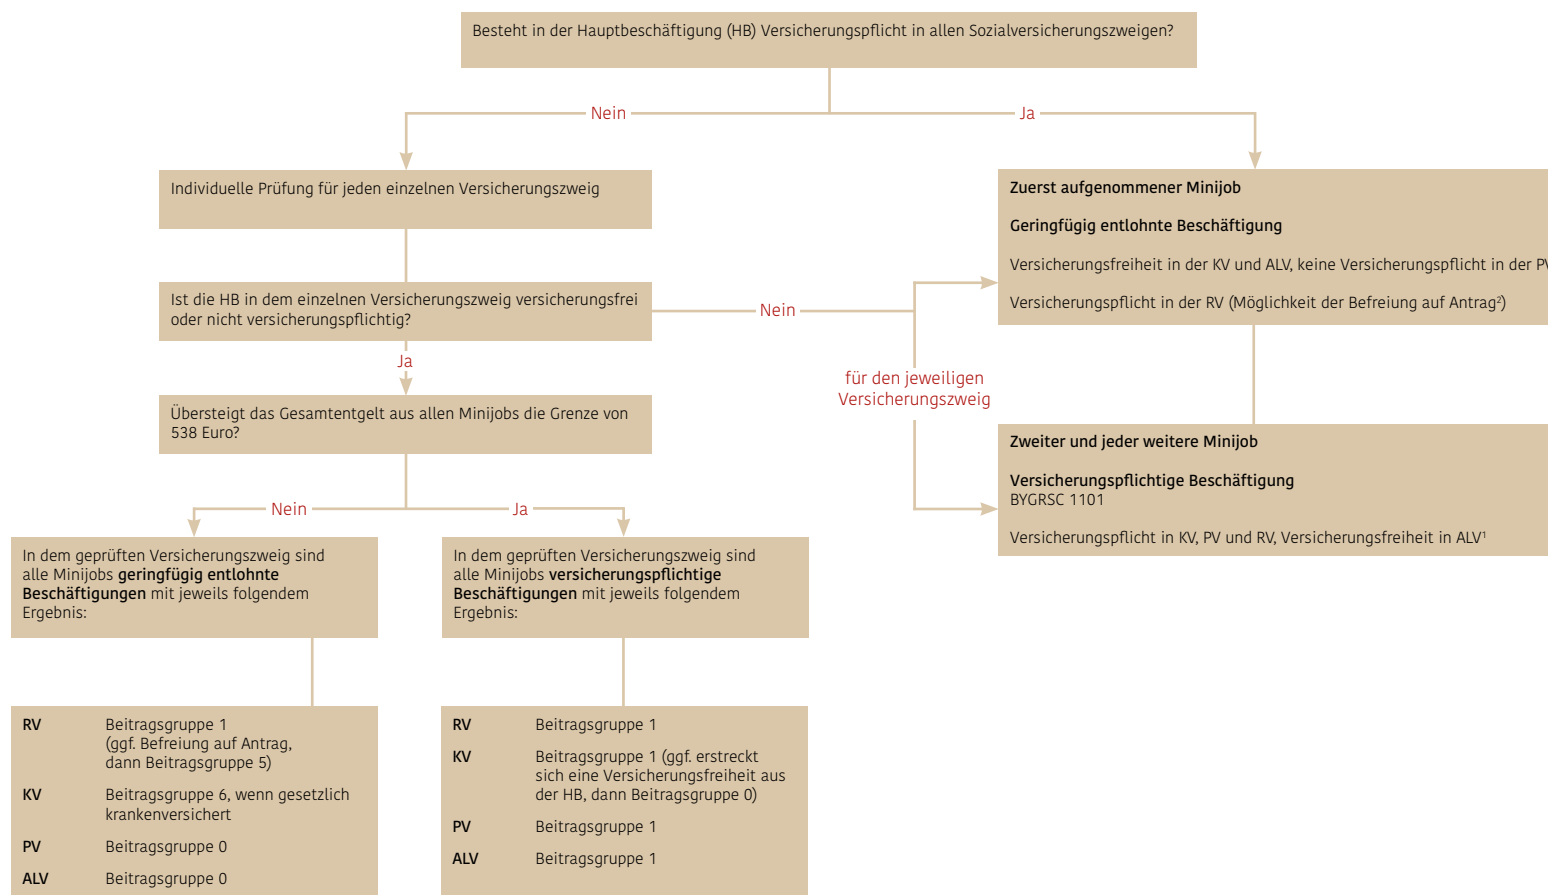 Besteht in der Hauptbeschäftigung (HB) Versicherungspflicht in allen Sozialversicherungszweigen?
Nein
Ja
Individuelle Prüfung für jeden einzelnen Versicherungszweig
Zuerst aufgenommener Minijob
Geringfügig entlohnte Beschäftigung
Versicherungsfreiheit in der KV und ALV, keine Versicherungspflicht in der PV
Versicherungspflicht in der RV (Möglichkeit der Befreiung auf Antrag²)
Ist die HB in dem einzelnen Versicherungszweig versicherungsfrei
oder nicht versicherungspflichtig?
Nein
Ja
für den jeweiligen
Versicherungszweig
Übersteigt das Gesamtentgelt aus allen Minijobs die Grenze von
538 Euro?
Zweiter und jeder weitere Minijob
Versicherungspflichtige Beschäftigung
BYGRSC 1101
Versicherungspflicht in KV, PV und RV, Versicherungsfreiheit in ALV¹
Nein
Ja
In dem geprüften Versicherungszweig sind
alle Minijobs geringfügig entlohnte
Beschäftigungen mit jeweils folgendem
Ergebnis:
In dem geprüften Versicherungszweig sind
alle Minijobs versicherungspflichtige
Beschäftigungen mit jeweils folgendem
Ergebnis:
RV Beitragsgruppe 1
(ggf. Befreiung auf Antrag,
dann Beitragsgruppe 5)
KV Beitragsgruppe 6, wenn gesetzlich
krankenversichert
PV Beitragsgruppe 0
ALV Beitragsgruppe 0
RV Beitragsgruppe 1
KV Beitragsgruppe 1 (ggf. erstreckt
sich eine Versicherungsfreiheit aus
der HB, dann Beitragsgruppe 0)
PV Beitragsgruppe 1
ALV Beitragsgruppe 1